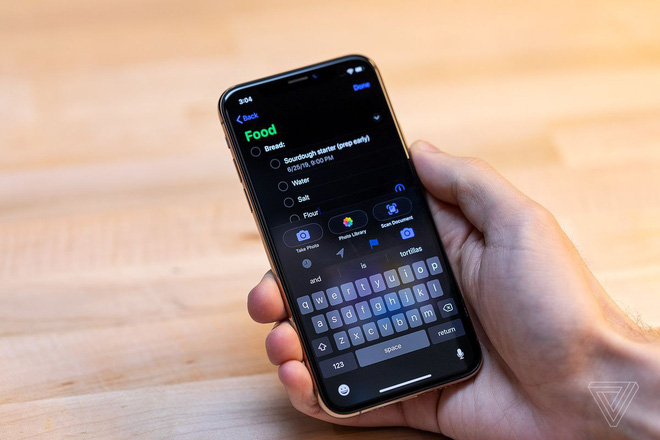 3:04
Back
Done
Food
Bread:
Sourdough starter (prep early)
6/25/19, 9:00 PM
Water
Salt
Flour
Take Photo
Photo Library
Scan Document
and
is
tortillas
q w e r t y u i o p
a s d f g h j k l
z x c v b n m
123
space
return